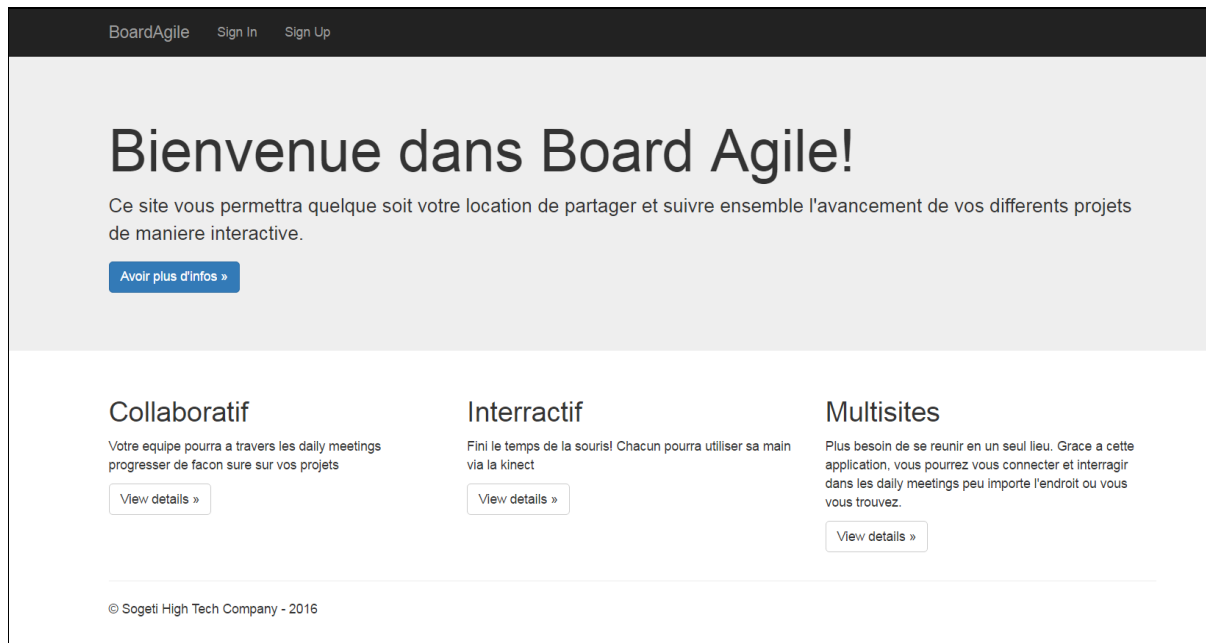 BoardAgile Sign In Sign Up
Bienvenue dans Board Agile!
Ce site vous permettra quelque soit votre location de partager et suivre ensemble l'avancement de vos differents projets
de maniere interactive.
Avoir plus d'infos »
Collaboratif
Votre equipe pourra a travers les daily meetings
progresser de facon sure sur vos projets
View details »
Interractif
Fini le temps de la souris! Chacun pourra utiliser sa main
via la kinect
View details »
Multisites
Plus besoin de se reunir en un seul lieu. Grace a cette
application, vous pourrez vous connecter et interragir
dans les daily meetings peu importe l'endroit ou vous
vous trouvez.
View details »
© Sogeti High Tech Company - 2016